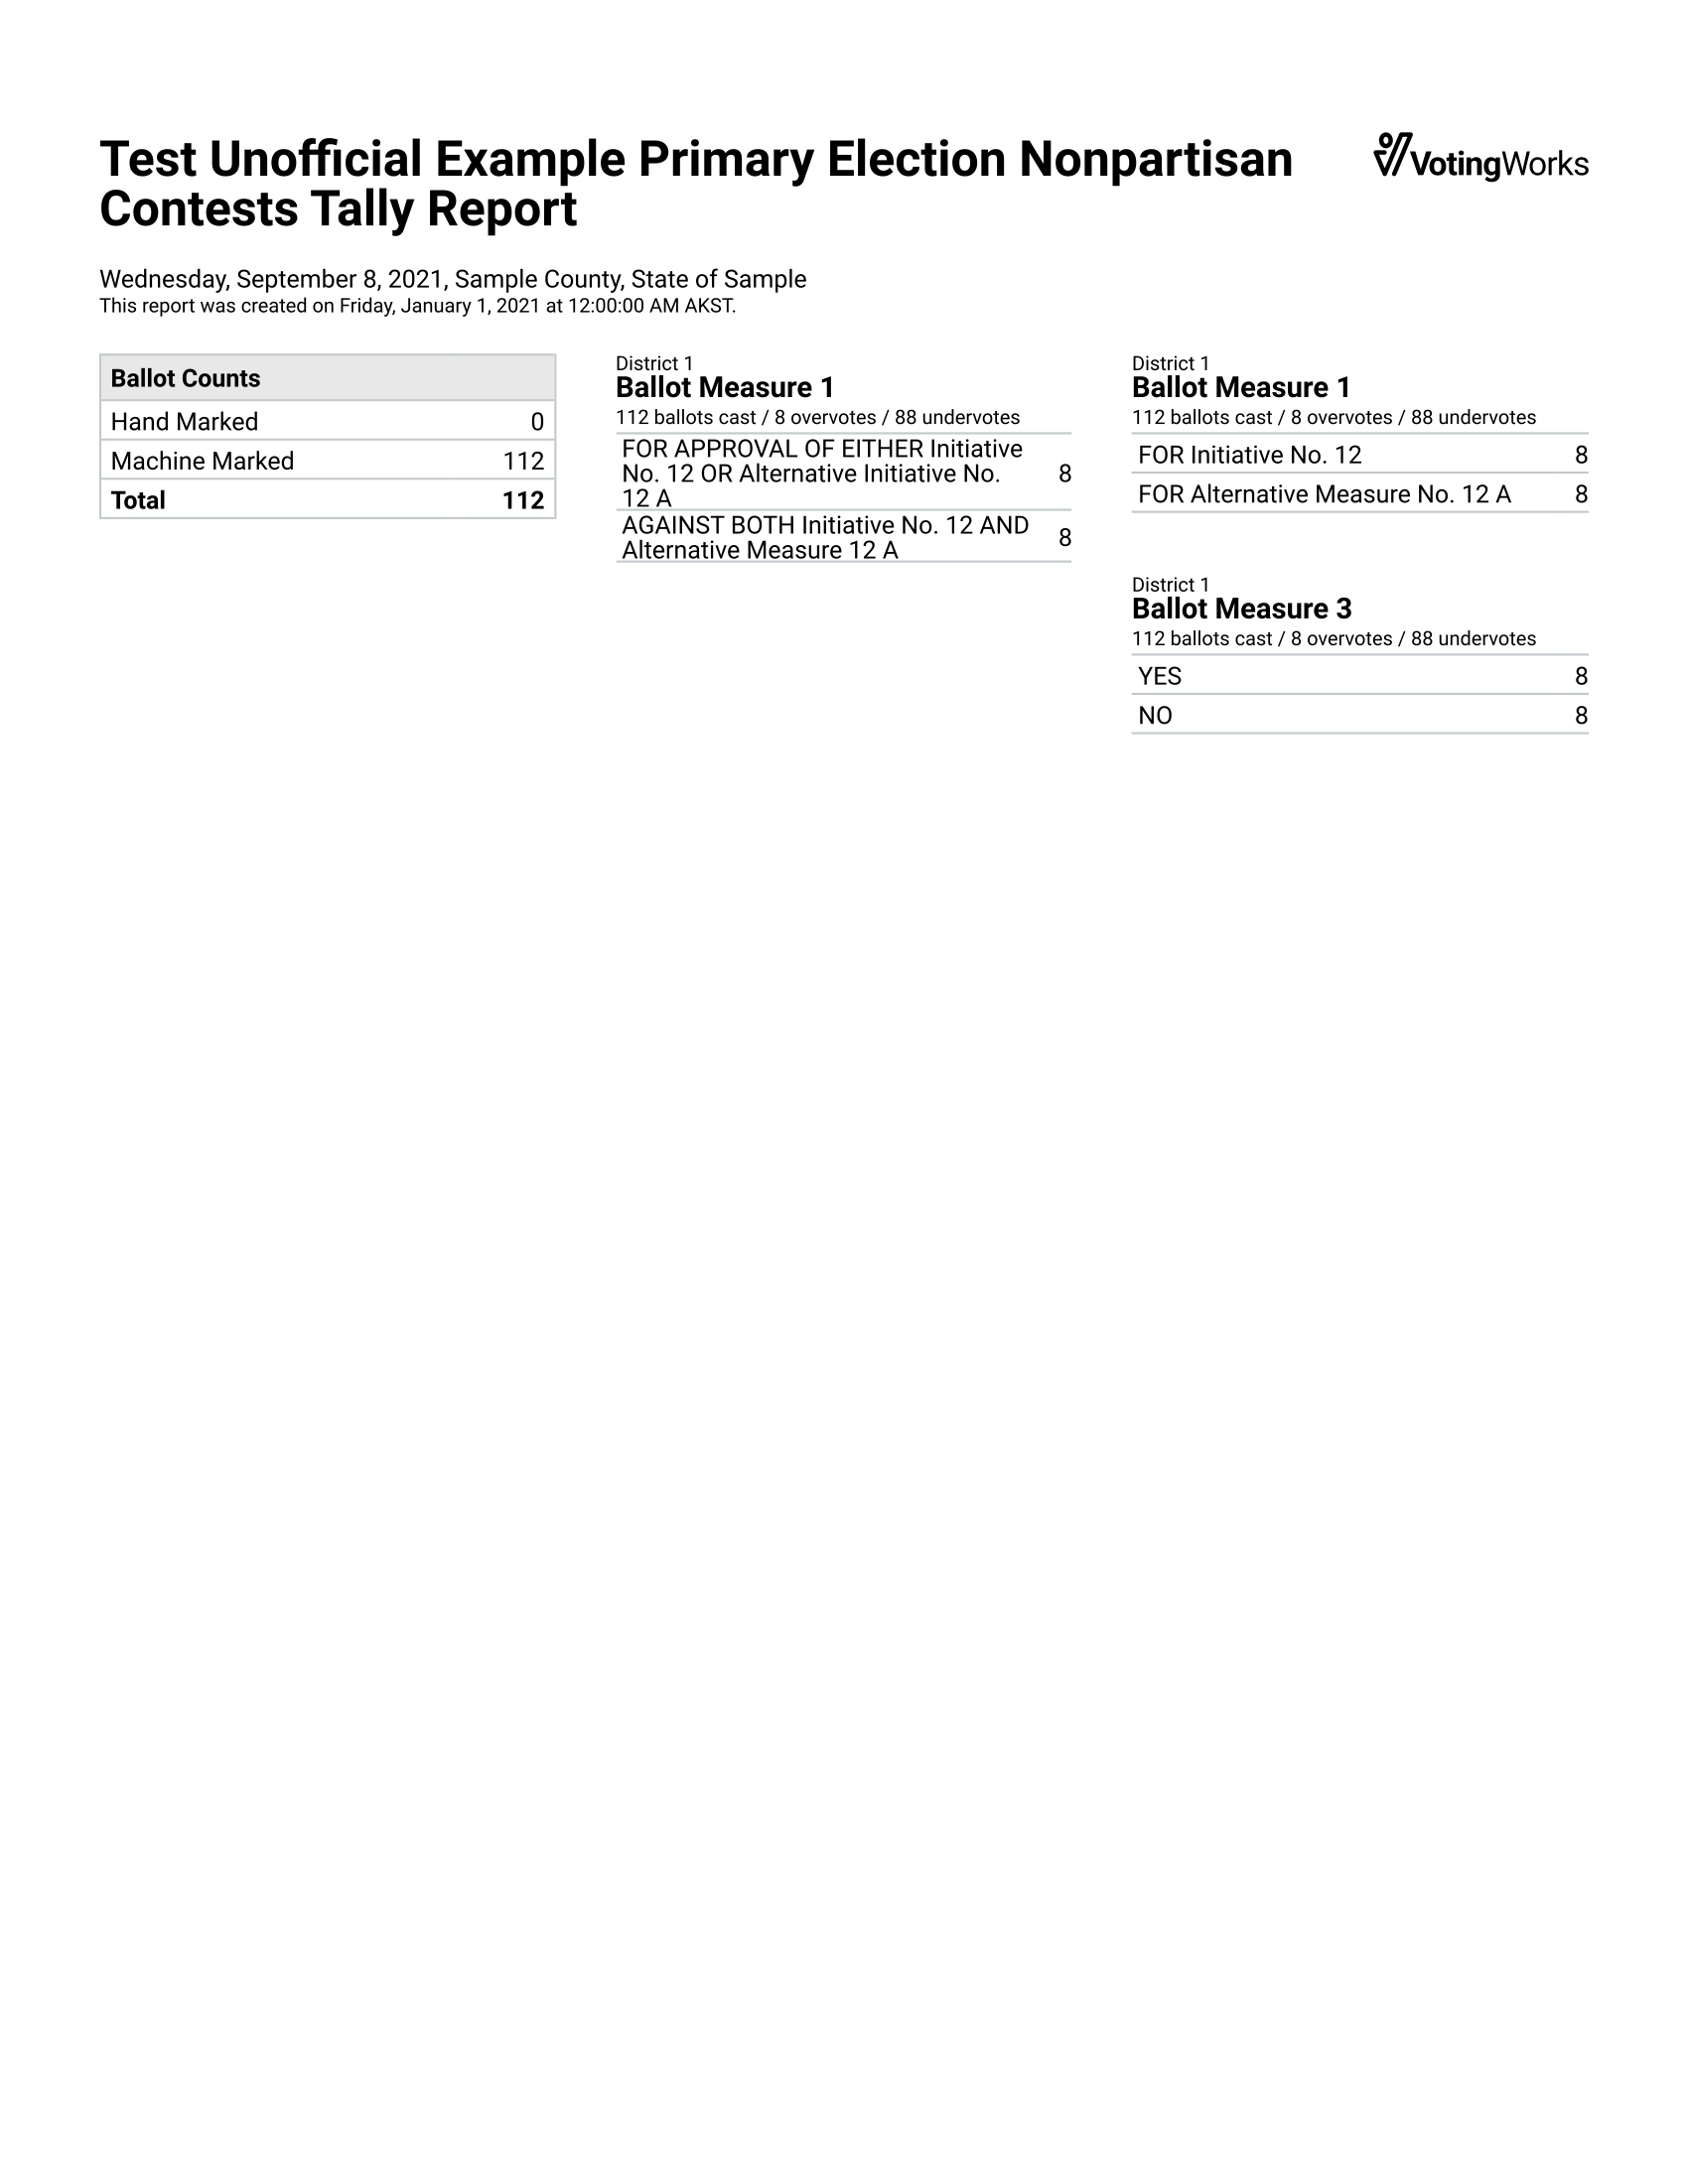 Test Unofficial Example Primary Election Nonpartisan
Contests Tally Report
VotingWorks
Wednesday, September 8, 2021, Sample County, State of Sample
This report was created on Friday, January 1, 2021 at 12:00:00 AM AKST.
Ballot Counts
Hand Marked 0
Machine Marked 112
Total 112
District 1
Ballot Measure 1
112 ballots cast / 8 overvotes / 88 undervotes
FOR APPROVAL OF EITHER Initiative
No. 12 OR Alternative Initiative No. 8
12 A
AGAINST BOTH Initiative No. 12 AND
Alternative Measure 12 A 8
District 1
Ballot Measure 1
112 ballots cast / 8 overvotes / 88 undervotes
FOR Initiative No. 12 8
FOR Alternative Measure No. 12 A 8
District 1
Ballot Measure 3
112 ballots cast / 8 overvotes / 88 undervotes
YES 8
NO 8